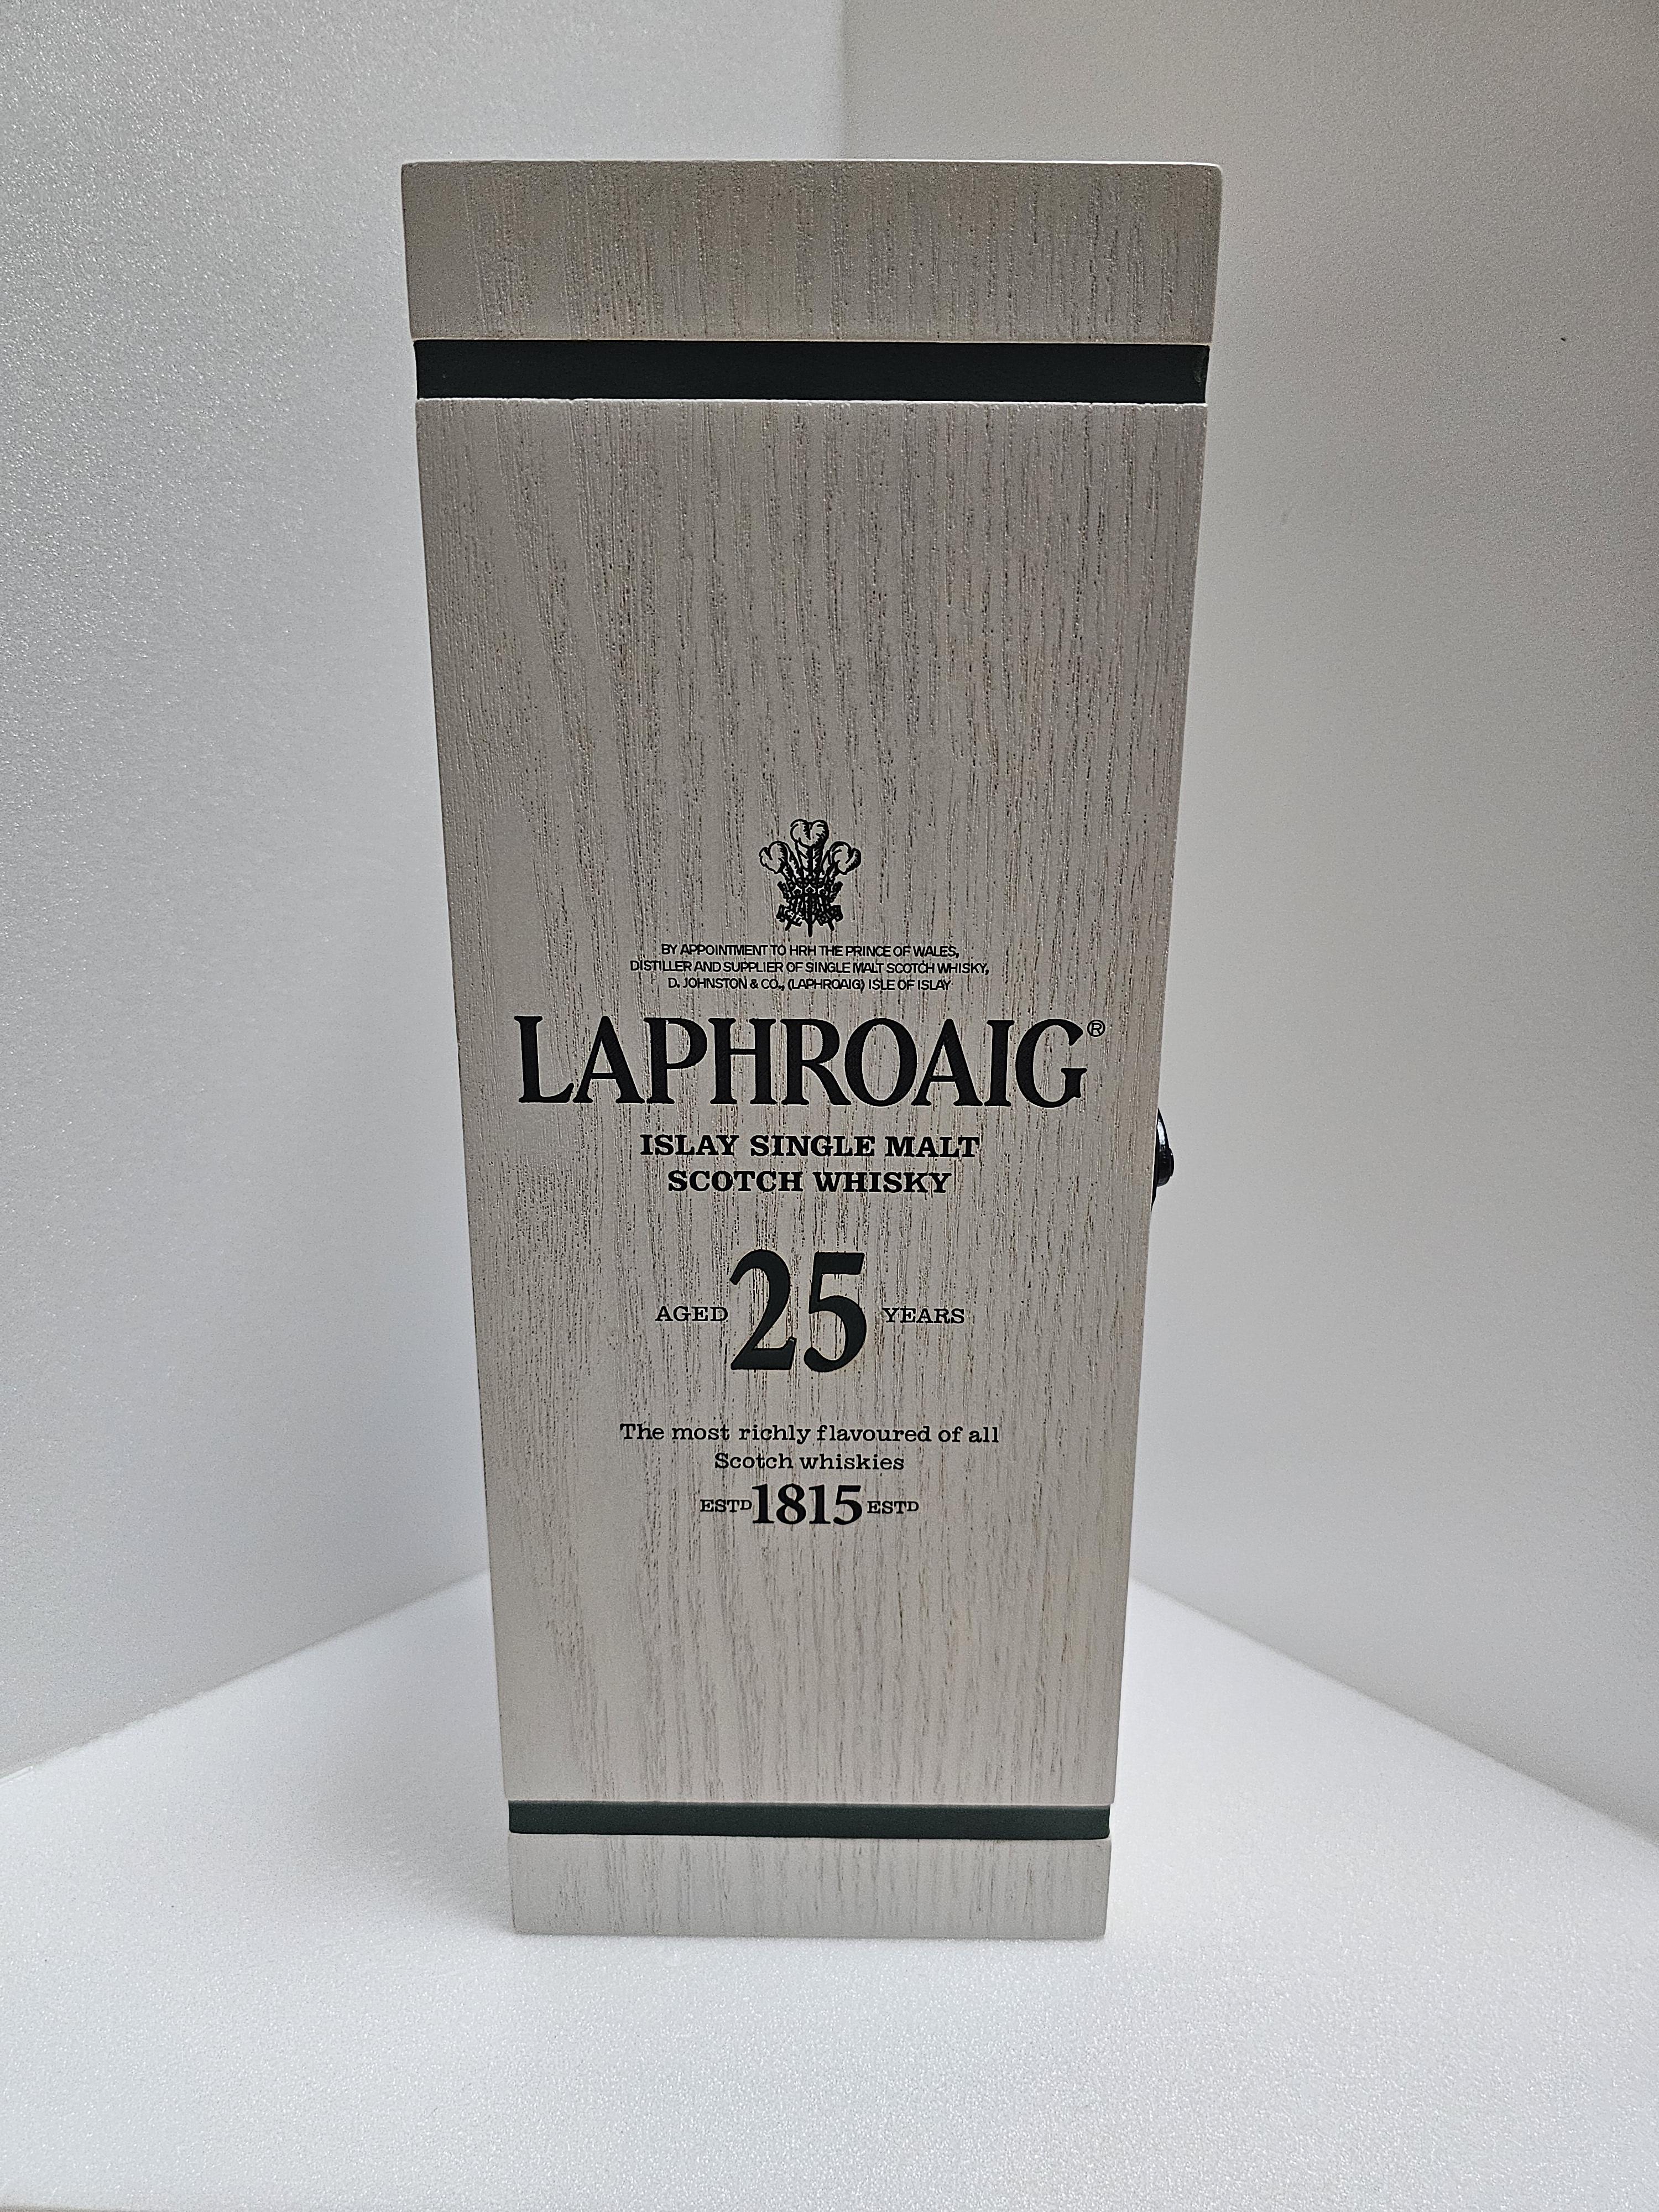 BY APPOINTMENT TO HRH THE PRINCE OF WALES,
DISTILLER AND SUPPLIER OF SINGLE MALT SCOTCH WHISKY,
D. JOHNSTON & CO., (LAPHROAIG) ISLE OF ISLAY
LAPHROAIG®
ISLAY SINGLE MALT
SCOTCH WHISKY
AGED 25 YEARS
The most richly flavoured of all
Scotch whiskies
ESTD 1815 ESTD